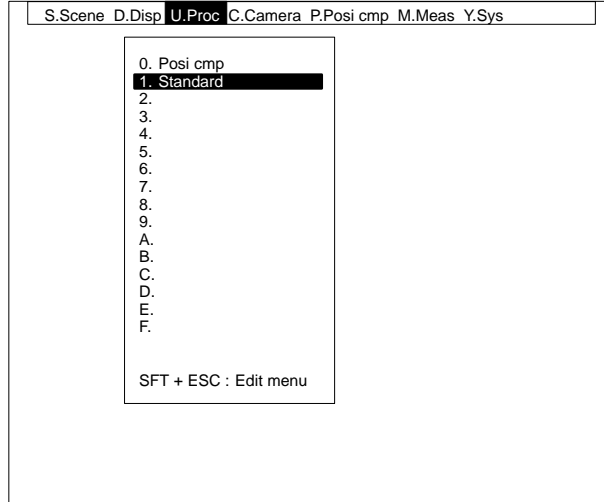 S.Scene D.Disp U.Proc C.Camera P.Posi cmp M.Meas Y.Sys
0. Posi cmp
1. Standard
2.
3.
4.
5.
6.
7.
8.
9.
A.
B.
C.
D.
E.
F.
SFT + ESC : Edit menu